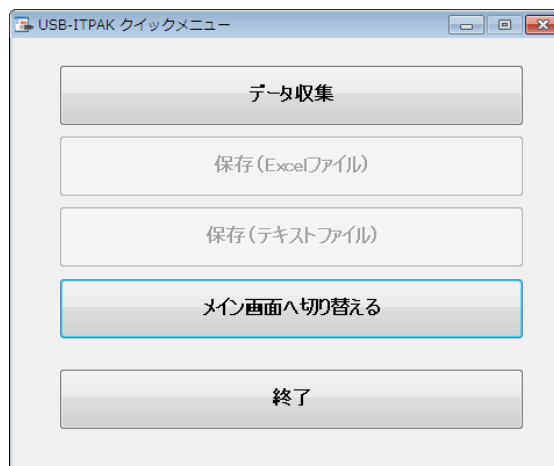 USB-ITPAK クイックメニュー
データ収集
保存(Excelファイル)
保存(テキストファイル)
メイン画面へ切り替える
終了